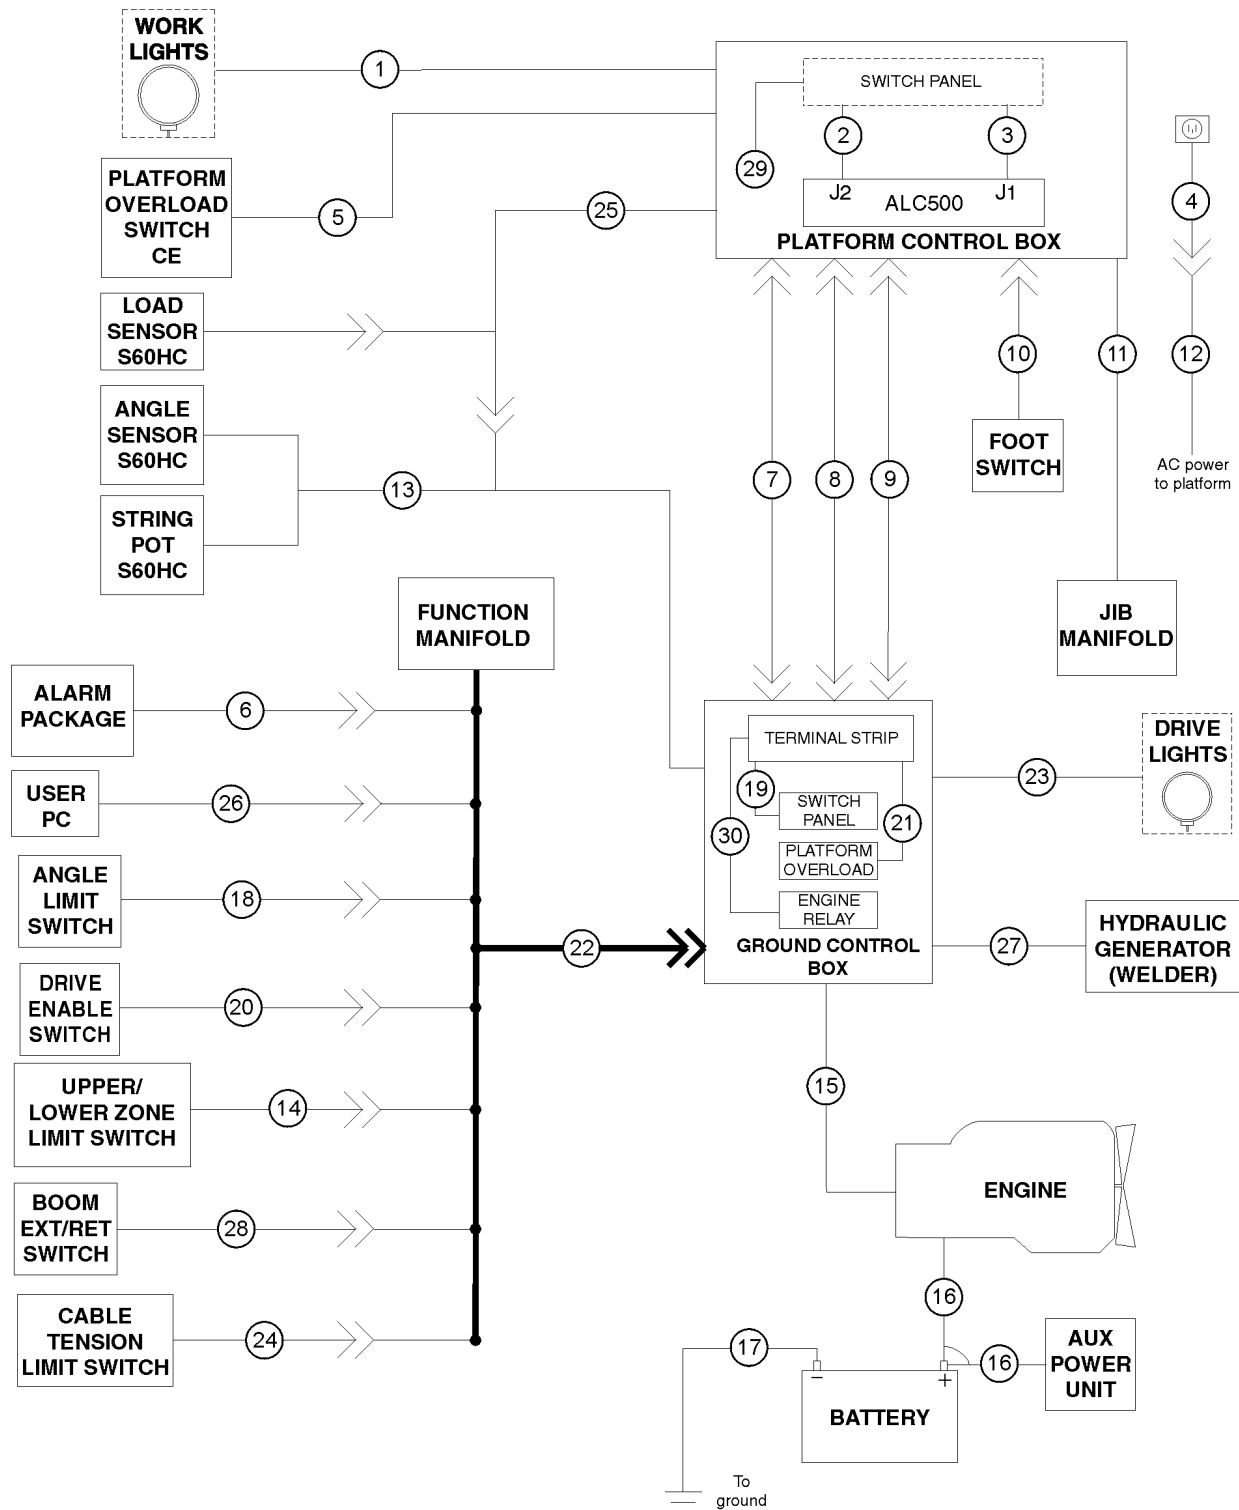 WORK
LIGHTS
1
SWITCH PANEL
2
3
29
J2
J1
ALC500
PLATFORM CONTROL BOX
PLATFORM
OVERLOAD
SWITCH
CE
5
25
4
LOAD
SENSOR
S60HC
10
11
12
ANGLE
SENSOR
S60HC
FOOT
SWITCH
AC power
to platform
13
7
8
9
STRING
POT
S60HC
FUNCTION
MANIFOLD
JIB
MANIFOLD
ALARM
PACKAGE
6
TERMINAL STRIP
DRIVE
LIGHTS
23
USER
PC
26
19
SWITCH
PANEL
21
30
PLATFORM
OVERLOAD
ENGINE
RELAY
ANGLE
LIMIT
SWITCH
18
22
GROUND CONTROL
BOX
27
HYDRAULIC
GENERATOR
(WELDER)
DRIVE
ENABLE
SWITCH
20
UPPER/
LOWER ZONE
LIMIT SWITCH
14
15
ENGINE
BOOM
EXT/RET
SWITCH
28
16
CABLE
TENSION
LIMIT SWITCH
24
17
16
AUX
POWER
UNIT
−
+
BATTERY
To
ground